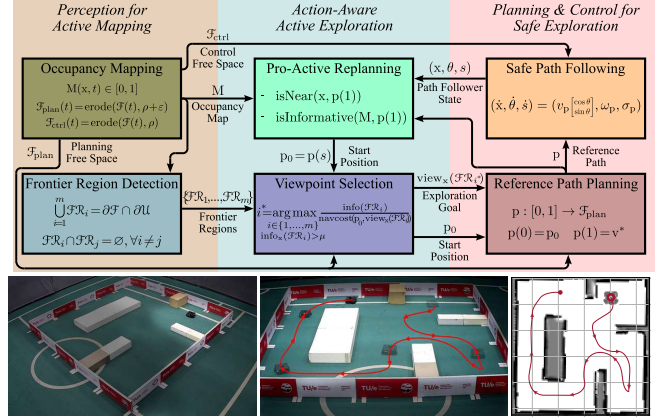 Perception for
Active Mapping
Action-Aware
Active Exploration
Planning & Control for
Safe Exploration
ℱctrl
Control
Free Space
Occupancy Mapping
M(x, t) ∈ [0, 1]
ℱplan(t) = erode(ℱ(t), ρ+ε)
ℱctrl(t) = erode(ℱ(t), ρ)
M
Occupancy
Map
Pro-Active Replanning
- isNear(x, p(1))
- isInformative(M, p(1))
(x, θ, s)
Path Follower
State
Safe Path Following
(ẋ, θ̇, ṡ) = (vp[cosθ sinθ], ωp, σp)
ℱplan
Planning
Free Space
p₀ = p(s)
Start
Position
p
Reference
Path
Frontier Region Detection
m ⋃ i=1 ℱℛi = ∂ℱ ∩ ∂𝒰
ℱℛi ∩ ℱℛj = ∅, ∀i ≠ j
{ℱℛ1,...,ℱℛm}
Frontier
Regions
Viewpoint Selection
i* = arg max i∈{1,...,m} infox(ℱℛi)>μ info(ℱℛi) / navcost(p₀, viewx(ℱℛi))
viewx(ℱℛi*)
Exploration
Goal
p₀
Start
Position
Reference Path Planning
p : [0, 1] → ℱplan
p(0) = p₀ p(1) = v*
TU/e
TU/e